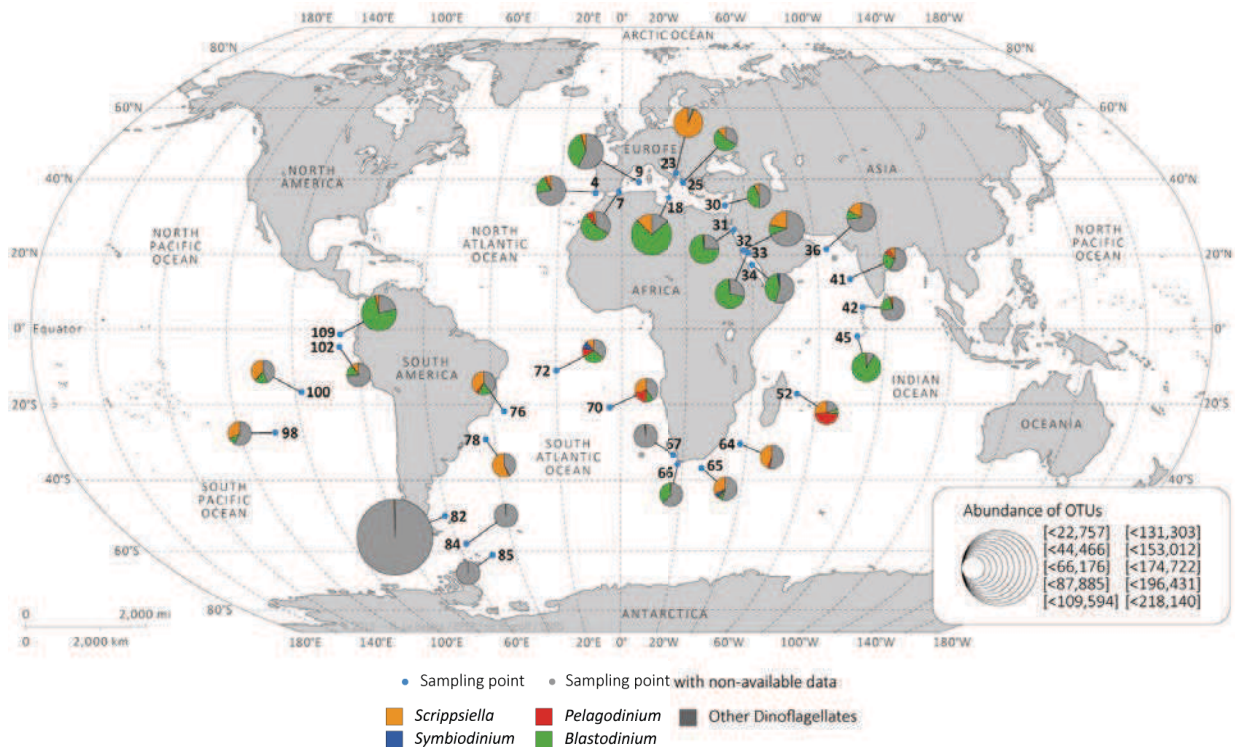 180°E 140°E 100°E 60°E 20°E 0° 20°W 60°W 100°W 140°W 180°W
ARCTIC OCEAN
80°N 80°N
60°N 60°N
EUROPE
23
ASIA
NORTH
AMERICA
9
25
40°N 4 40°N
7 18 30
31
NORTH
PACIFIC
OCEAN
NORTH
ATLANTIC
OCEAN
32
33
36
NORTH
PACIFIC
OCEAN
20°N 20°N
34
41
AFRICA
42
0° Equator 109 0°
45
102
SOUTH
AMERICA
72
INDIAN
OCEAN
100
52
20°S 76 70 20°S
OCEANIA
98
78
SOUTH
ATLANTIC
OCEAN
67
64
65
66
40°S 40°S
SOUTH
PACIFIC
OCEAN
82
84
85
60°S 60°S
80°S 80°S
ANTARCTICA
0 2,000 mi
0 2,000 km
180°E 140°E 100°E 60°E 20°E 0° 20°W 60°W 100°W 140°W 180°W
Abundance of OTUs
[<22,757] [<131,303]
[<44,466] [<153,012]
[<66,176] [<174,722]
[<87,885] [<196,431]
[<109,594] [<218,140]
Sampling point Sampling point with non-available data
Scrippsiella Pelagodinium Other Dinoflagellates
Symbiodinium Blastodinium